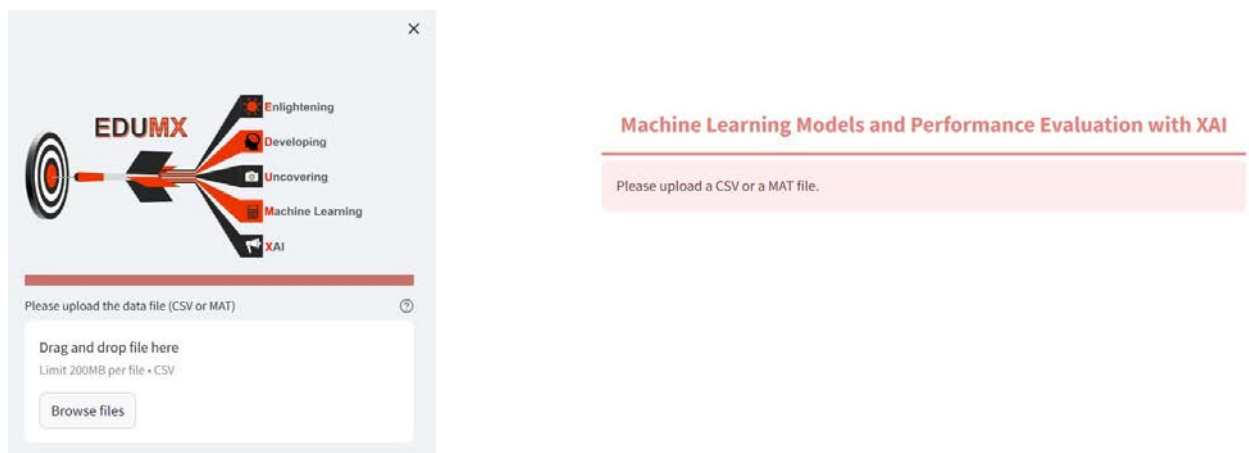 ×
EDUMX
Enlightening
Developing
Uncovering
Machine Learning
XAI
Please upload the data file (CSV or MAT)
?
Drag and drop file here
Limit 200MB per file • CSV
Browse files
Machine Learning Models and Performance Evaluation with XAI
Please upload a CSV or a MAT file.